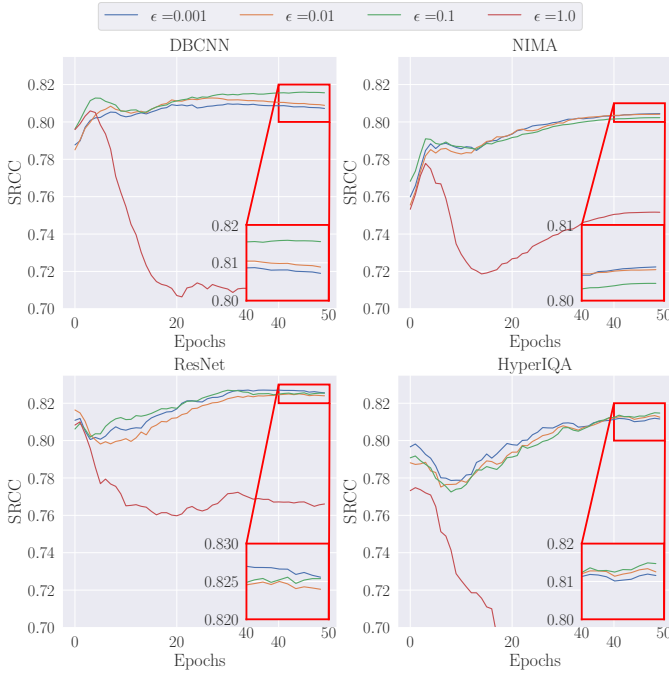 ϵ =0.001 ϵ =0.01 ϵ =0.1 ϵ =1.0
DBCNN NIMA
0.82 0.82
0.80 0.80
0.78 0.78
SRCC SRCC
0.76 0.76
0.74 0.82 0.74 0.81
0.72 0.81 0.72
0.70 0.80 0.70 0.80
0 20 40 40 50 50 0 20 40 40 50 50
Epochs Epochs
ResNet HyperIQA
0.82 0.82
0.80 0.80
0.78 0.78
SRCC SRCC
0.76 0.76
0.74 0.830 0.74 0.82
0.72 0.825 0.72 0.81
0.70 0.820 0.70 0.80
0 20 40 40 50 50 0 20 40 40 50 50
Epochs Epochs